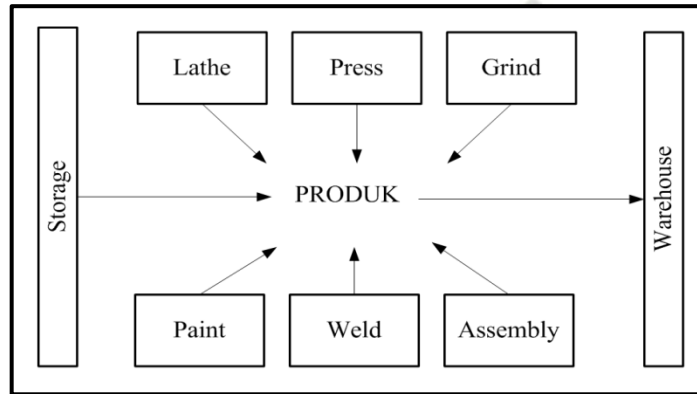 Lathe
Press
Grind
Storage
PRODUK
Warehouse
Paint
Weld
Assembly